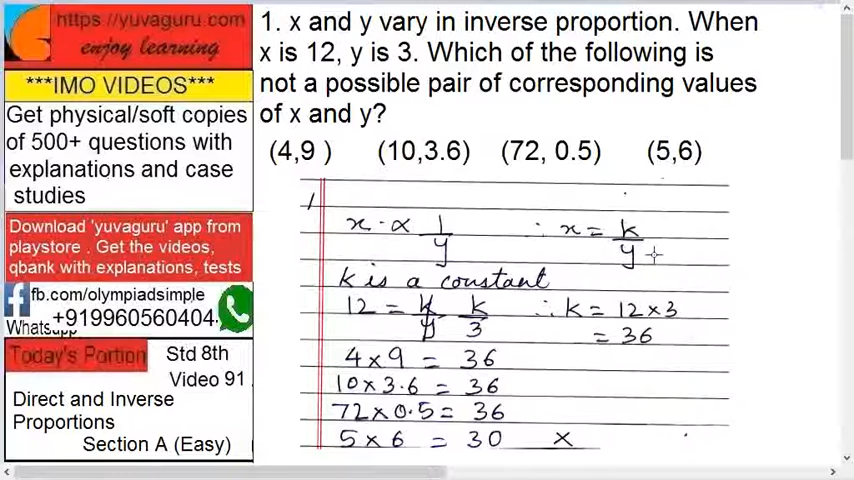 https://yuvaguru.com
enjoy learning
***IMO VIDEOS***
Get physical/soft copies
of 500+ questions with
explanations and case
studies
Download 'yuvaguru' app from
playstore . Get the videos,
qbank with explanations, tests
fb.com/olympiadsimple
+919960560404
Whatsapp
Today's Portion
Std 8th
Video 91
Direct and Inverse
Proportions
Section A (Easy)
1. x and y vary in inverse proportion. When
x is 12, y is 3. Which of the following is
not a possible pair of corresponding values
of x and y?
(4,9 ) (10,3.6) (72, 0.5) (5,6)
1
x ∝ 1/y ∴ x = k/y
k is a constant
12 = k/3 ∴ k = 12 × 3
= 36
4 × 9 = 36
10 × 3.6 = 36
72 × 0.5 = 36
5 × 6 = 30 ×